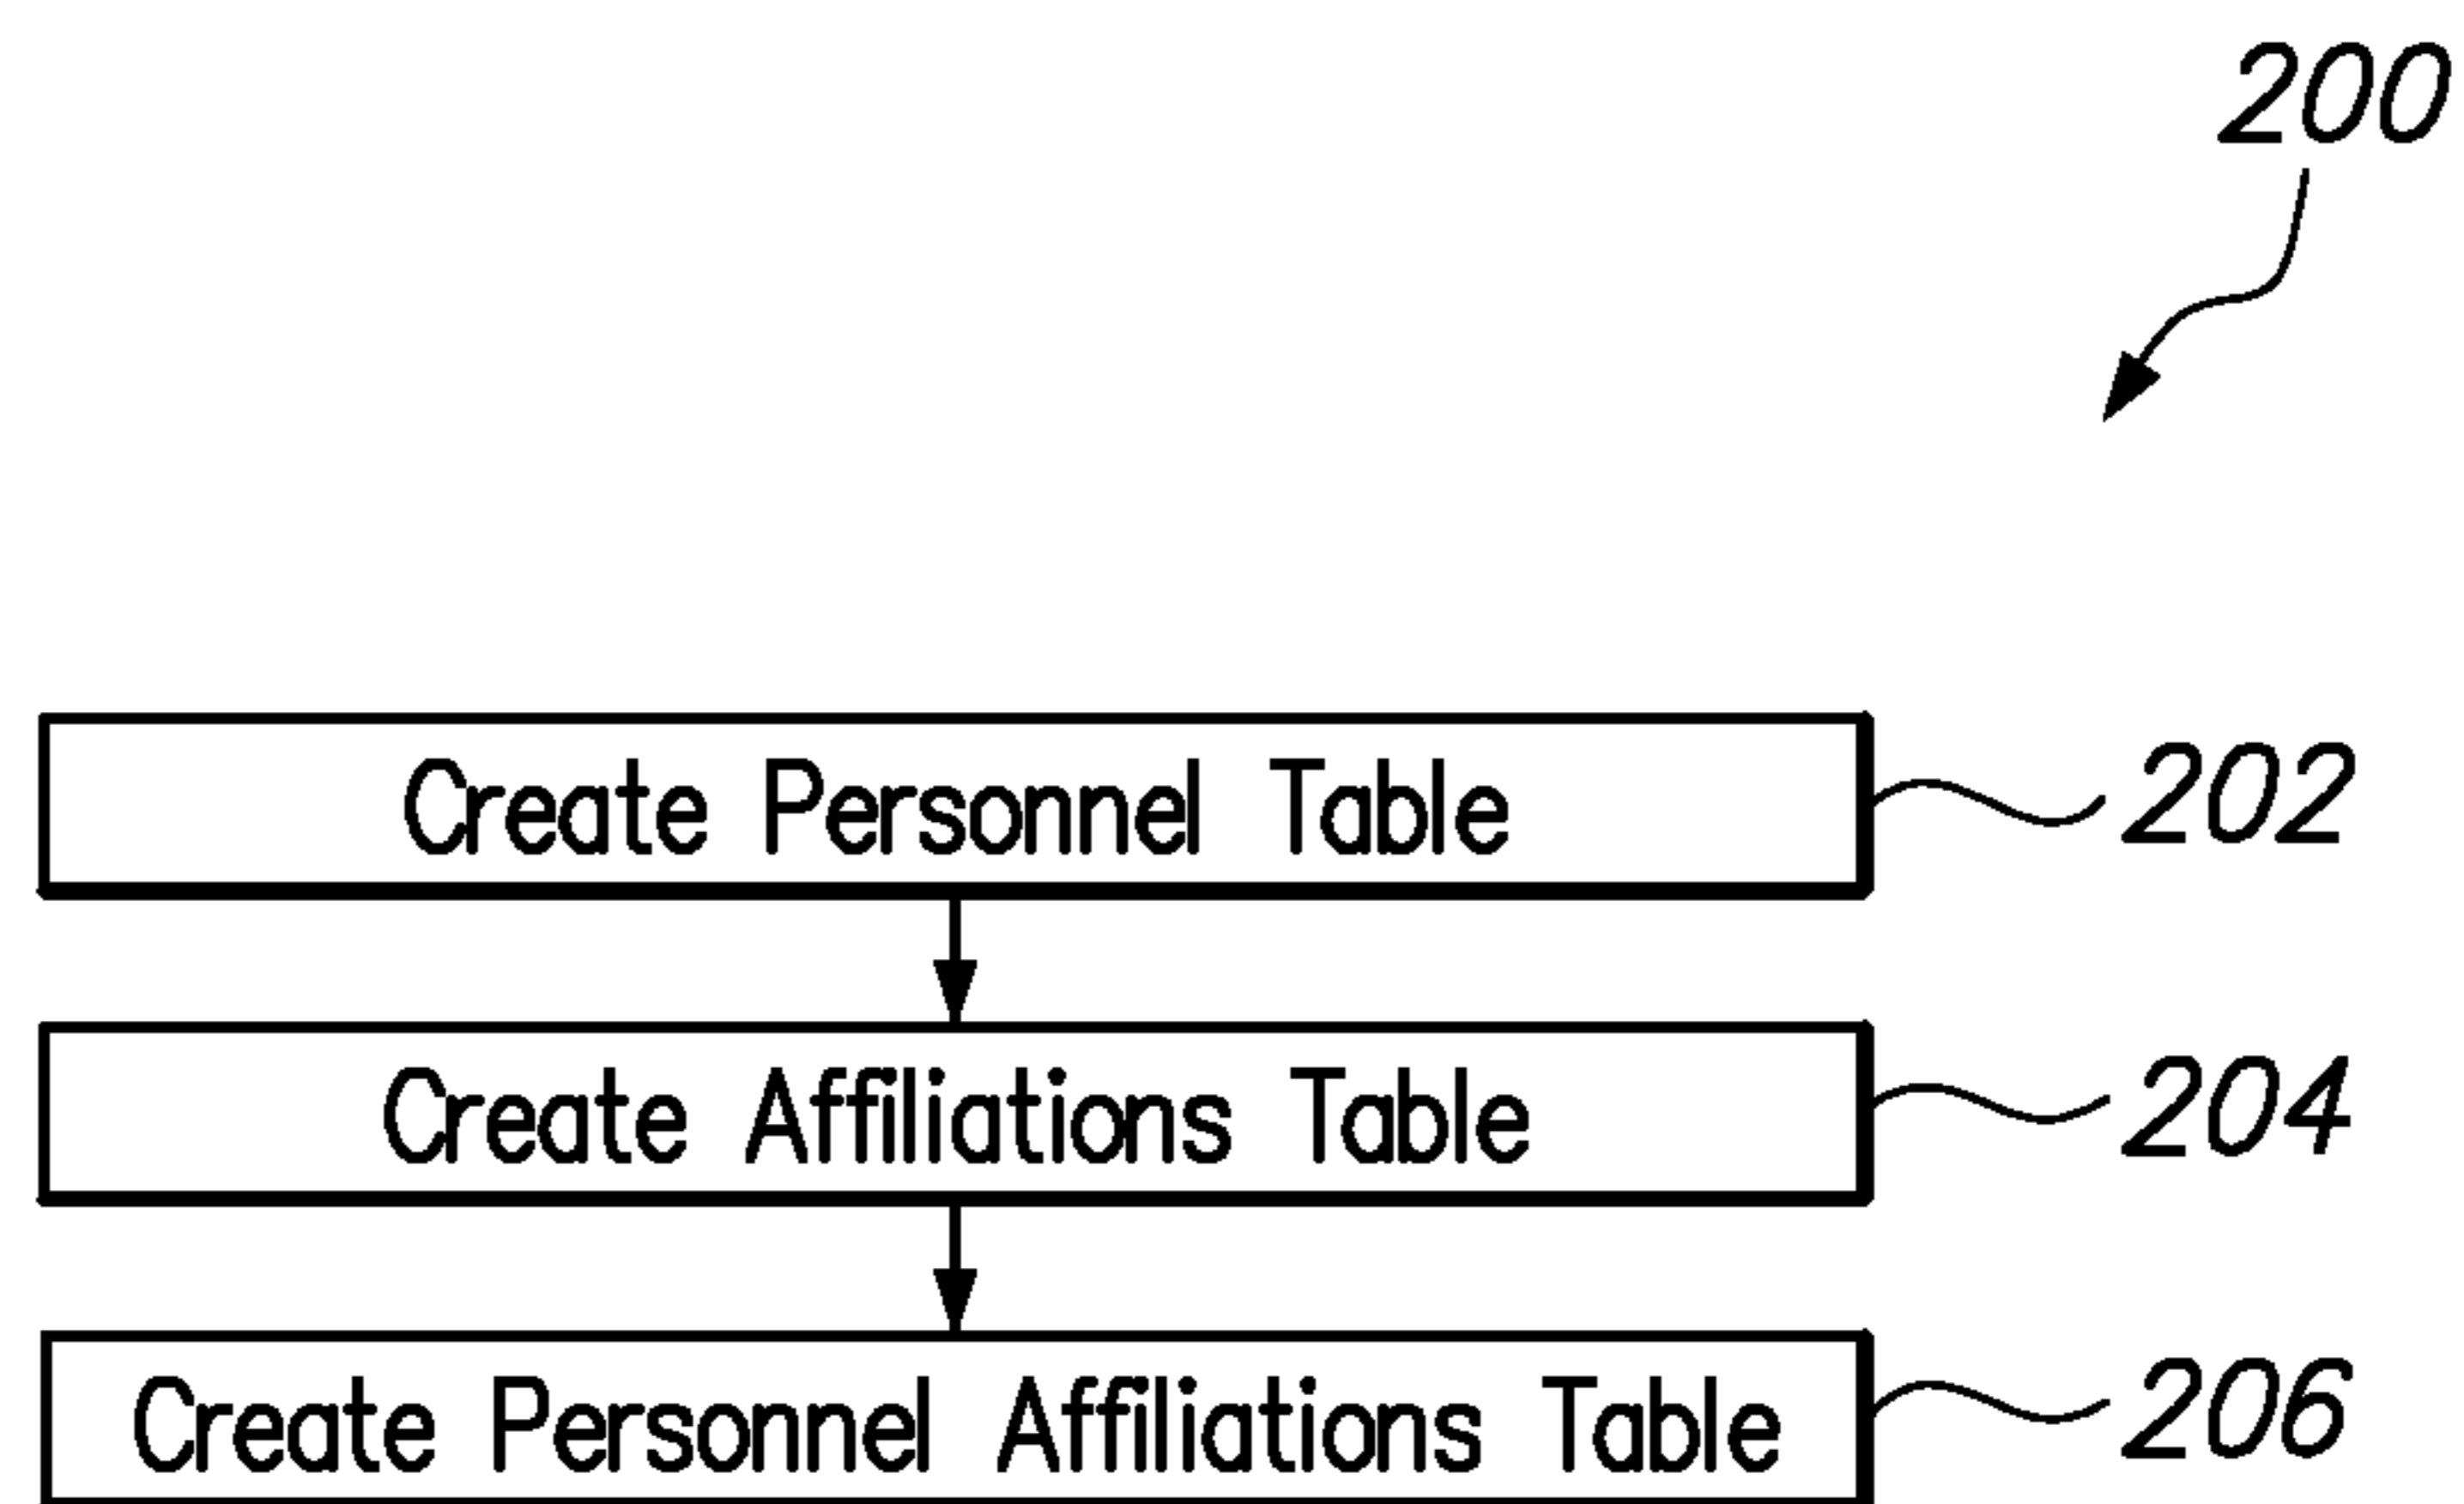 200
Create Personnel Table 202
Create Affiliations Table 204
Create Personnel Affiliations Table 206